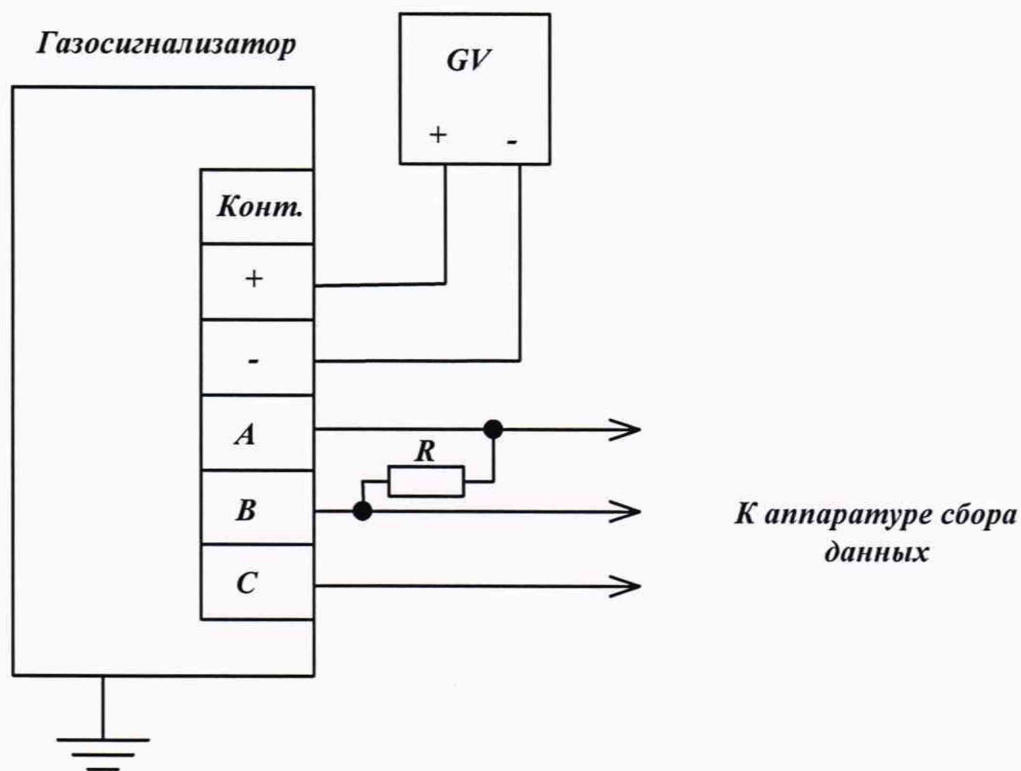 Газосигнализатор
GV
+ -
Конт.
+
-
A
R
B
C
К аппаратуре сбора
данных